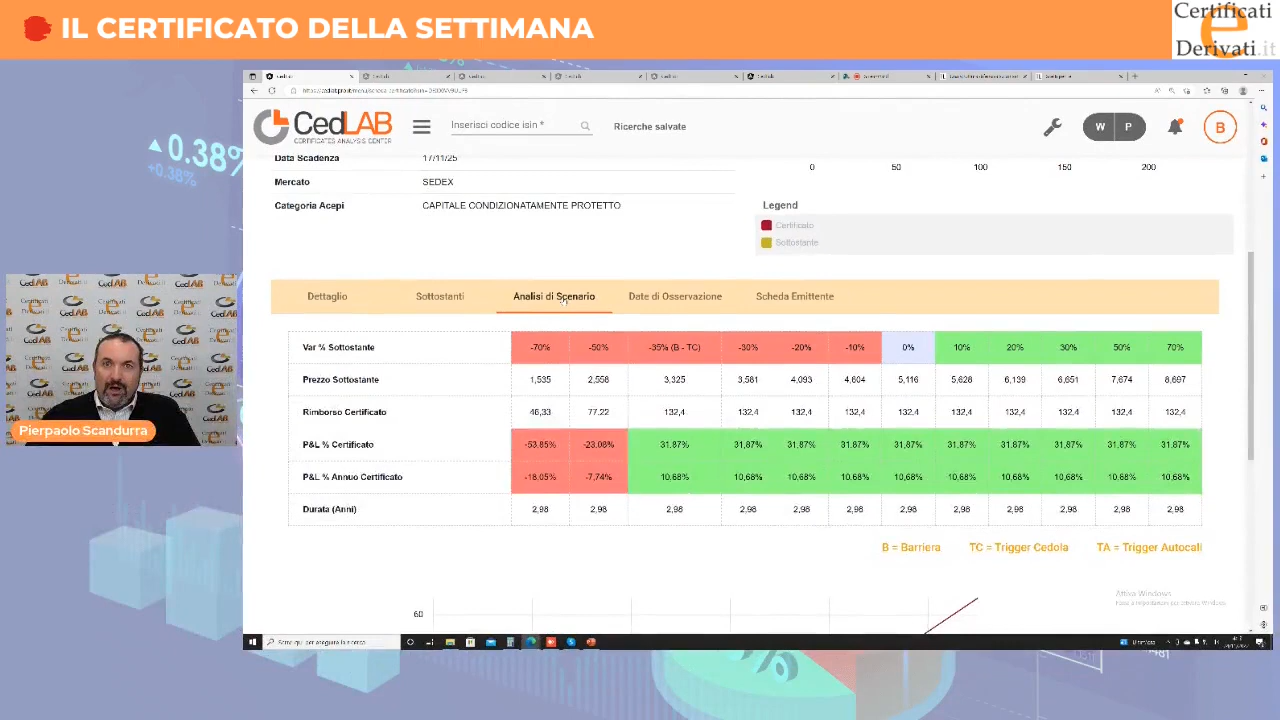 IL CERTIFICATO DELLA SETTIMANA
Certificati
e
Derivati.it
0.38%
+0.38%
CedLAB
CERTIFICATES ANALYSIS CENTER
Inserisci codice isin *
Ricerche salvate
W P
B
Data Scadenza 17/11/25
Mercato SEDEX
Categoria Acepi CAPITALE CONDIZIONATAMENTE PROTETTO
0 50 100 150 200
Legend
Certificato
Sottostante
Dettaglio Sottostanti Analisi di Scenario Date di Osservazione Scheda Emittente
Var % Sottostante -70% -50% -35% (B - TC) -30% -20% -10% 0% 10% 20% 30% 50% 70%
Prezzo Sottostante 1,535 2,558 3,325 3,581 4,093 4,604 5,116 5,628 6,139 6,651 7,674 8,697
Rimborso Certificato 46,33 77,22 132,4 132,4 132,4 132,4 132,4 132,4 132,4 132,4 132,4 132,4
P&L % Certificato -53,85% -23,08% 31,87% 31,87% 31,87% 31,87% 31,87% 31,87% 31,87% 31,87% 31,87% 31,87%
P&L % Annuo Certificato -18,05% -7,74% 10,68% 10,68% 10,68% 10,68% 10,68% 10,68% 10,68% 10,68% 10,68% 10,68%
Durata (Anni) 2,98 2,98 2,98 2,98 2,98 2,98 2,98 2,98 2,98 2,98 2,98 2,98
B = Barriera TC = Trigger Cedola TA = Trigger Autocall
60
Attiva Windows
Pierpaolo Scandurra
%